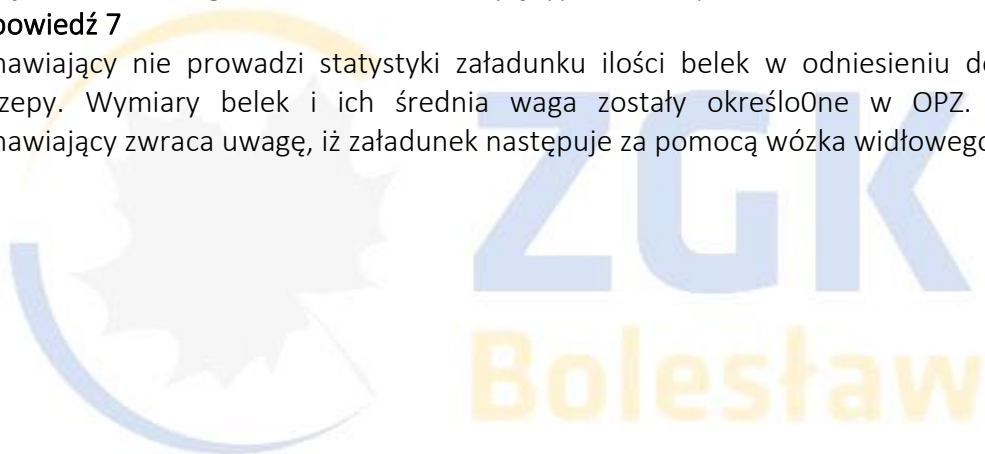 powiedź 7
nawiający nie prowadzi statystyki załadunku ilości belek w odniesieniu do
zepy. Wymiary belek i ich średnia waga zostały określo0ne w OPZ.
nawiający zwraca uwagę, iż załadunek następuje za pomocą wózka widłowego
ZGK
Bolesław